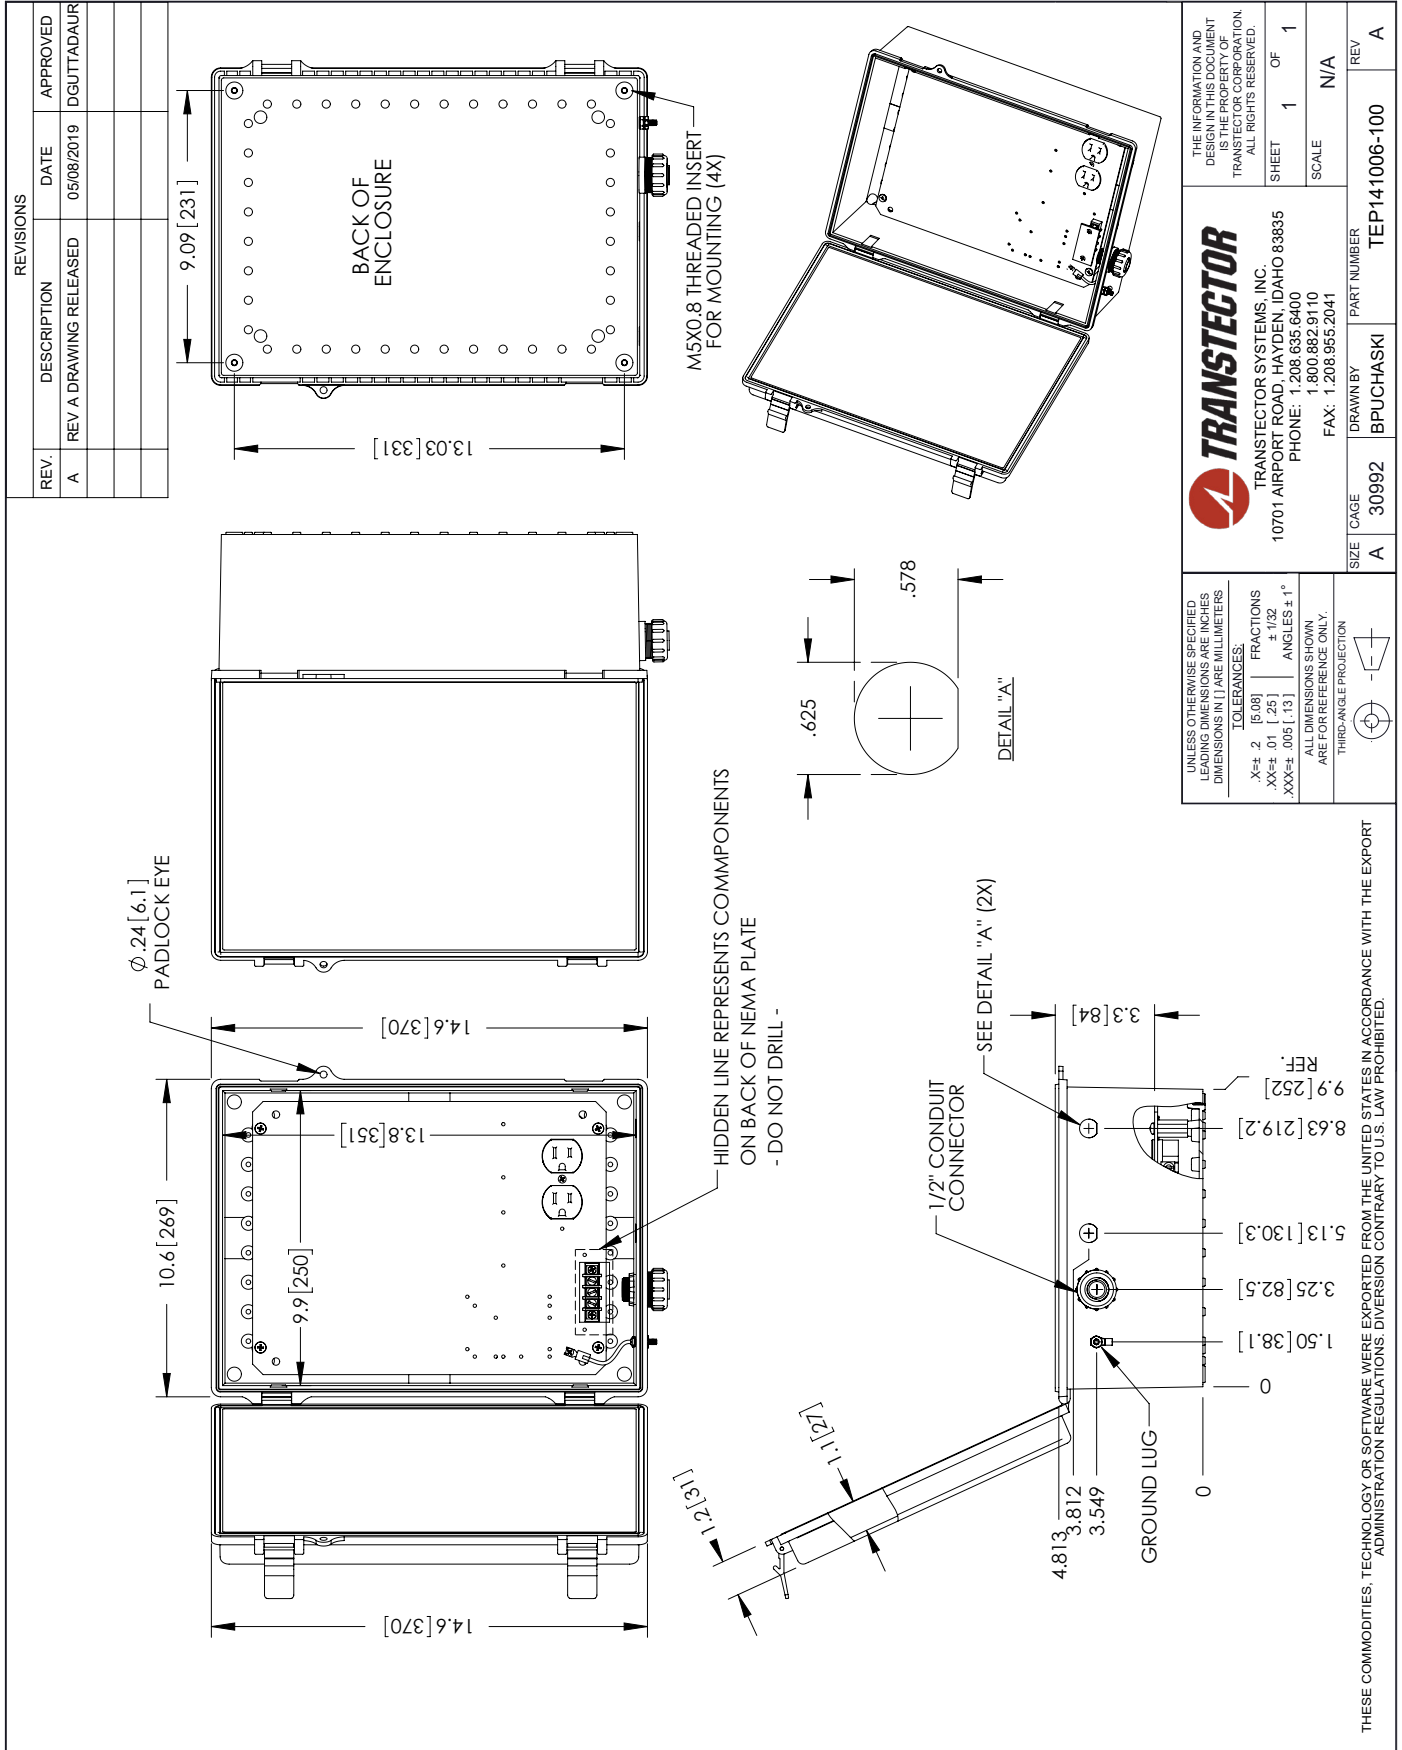 REVISIONS
REV. DESCRIPTION DATE APPROVED
A REV A DRAWING RELEASED 05/08/2019 DGUTTADAUR
Ø.24[6.1]
PADLOCK EYE
10.6[269]
9.9[250]
13.8[351]
14.6[370]
14.6[370]
HIDDEN LINE REPRESENTS COMMPONENTS
ON BACK OF NEMA PLATE
- DO NOT DRILL -
9.09[231]
13.03[331]
BACK OF
ENCLOSURE
M5X0.8 THREADED INSERT
FOR MOUNTING (4X)
1.2[31]
1.1[27]
4.813
3.812
3.549
0
GROUND LUG
1/2" CONDUIT
CONNECTOR
SEE DETAIL "A" (2X)
3.3[84]
0
1.50[38.1]
3.25[82.5]
5.13[130.3]
8.63[219.2]
9.9[252]
REF.
.625
.578
DETAIL "A"
UNLESS OTHERWISE SPECIFIED
LEADING DIMENSIONS ARE INCHES
DIMENSIONS IN [ ] ARE MILLIMETERS
TOLERANCES:
.X=± .2 [5.08] FRACTIONS
.XX=± .01 [.25] ± 1/32
.XXX=± .005 [.13] ANGLES ± 1°
ALL DIMENSIONS SHOWN
ARE FOR REFERENCE ONLY.
THIRD-ANGLE PROJECTION
TRANSTECTOR
TRANSTECTOR SYSTEMS, INC.
10701 AIRPORT ROAD, HAYDEN, IDAHO 83835
PHONE: 1.208.635.6400
1.800.882.9110
FAX: 1.208.955.2041
THE INFORMATION AND
DESIGN IN THIS DOCUMENT
IS THE PROPERTY OF
TRANSTECTOR CORPORATION.
ALL RIGHTS RESERVED.
SHEET 1 OF 1
SCALE N/A
SIZE A CAGE 30992 DRAWN BY BPUCHASKI PART NUMBER TEP141006-100 REV A
THESE COMMODITIES, TECHNOLOGY OR SOFTWARE WERE EXPORTED FROM THE UNITED STATES IN ACCORDANCE WITH THE EXPORT
ADMINISTRATION REGULATIONS. DIVERSION CONTRARY TO U.S. LAW PROHIBITED.